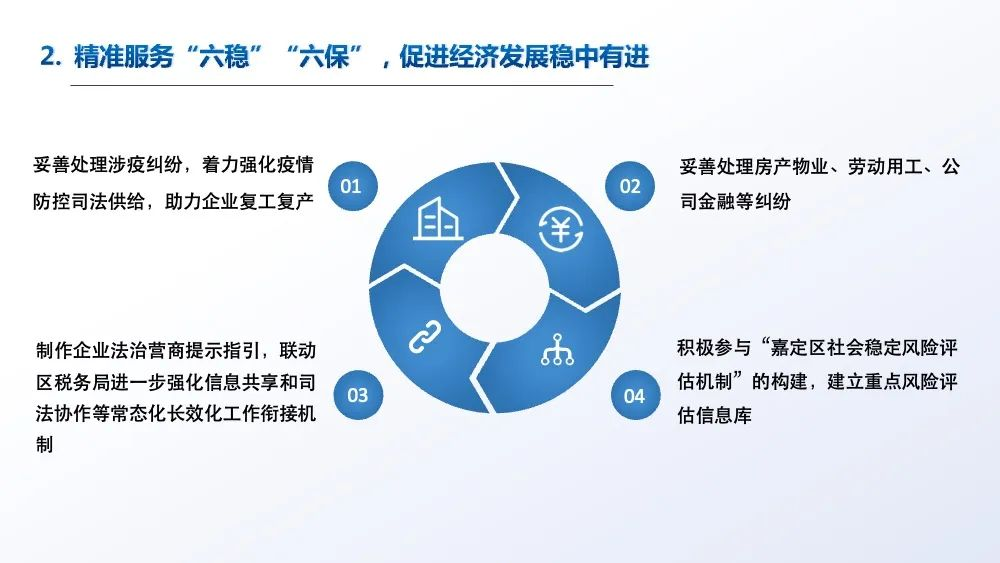 2. 精准服务“六稳”“六保”，促进经济发展稳中有进
妥善处理涉疫纠纷，着力强化疫情
防控司法供给，助力企业复工复产
01
02
妥善处理房产物业、劳动用工、公
司金融等纠纷
制作企业法治营商提示指引，联动
区税务局进一步强化信息共享和司
法协作等常态化长效化工作衔接机
制
03
04
积极参与“嘉定区社会稳定风险评
估机制”的构建，建立重点风险评
估信息库